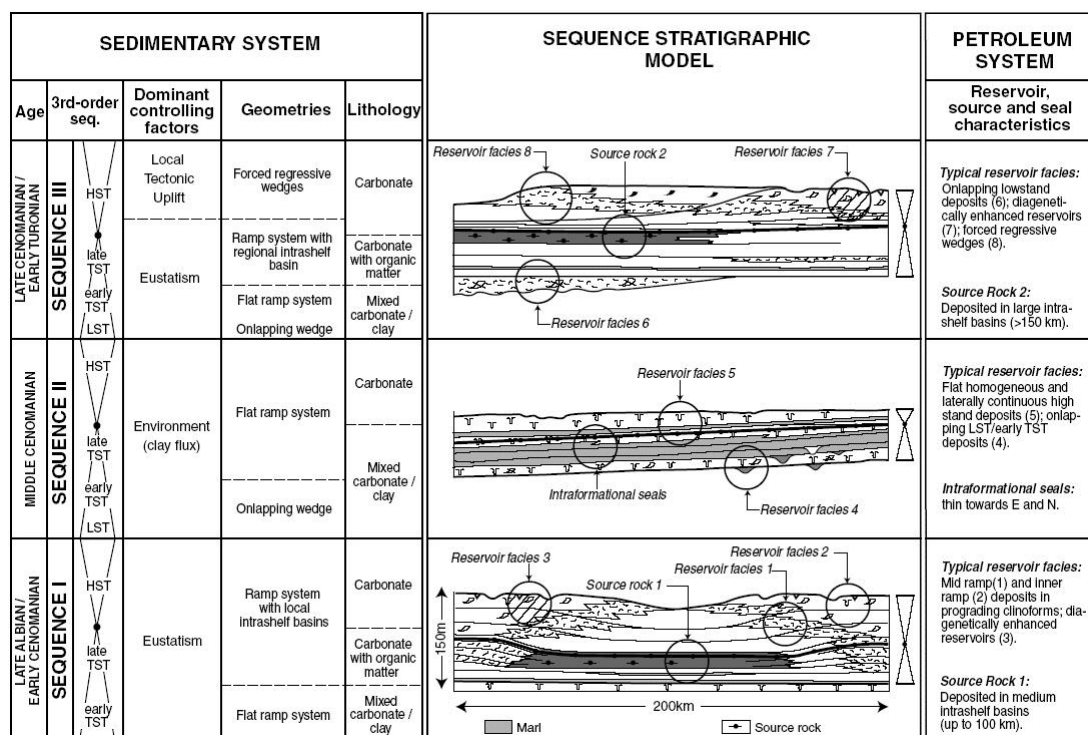 SEDIMENTARY SYSTEM
SEQUENCE STRATIGRAPHIC
MODEL
PETROLEUM
SYSTEM
Age
3rd-order
seq.
Dominant
controlling
factors
Geometries
Lithology
Reservoir,
source and seal
characteristics
LATE CENOMANIAN /
EARLY TURONIAN
SEQUENCE III
HST
late
TST
early
TST
LST
Local
Tectonic
Uplift
Eustatism
Forced regressive
wedges
Ramp system with
regional intrashelf
basin
Flat ramp system
Onlapping wedge
Carbonate
Carbonate
with organic
matter
Mixed
carbonate /
clay
Reservoir facies 8
Source rock 2
Reservoir facies 7
Reservoir facies 6
Typical reservoir facies:
Onlapping lowstand
deposits (6); diageneti-
cally enhanced reservoirs
(7); forced regressive
wedges (8).
Source Rock 2:
Deposited in large intra-
shelf basins (>150 km).
MIDDLE CENOMANIAN
SEQUENCE II
HST
late
TST
early
TST
LST
Environment
(clay flux)
Flat ramp system
Onlapping wedge
Carbonate
Mixed
carbonate /
clay
Reservoir facies 5
Intraformational seals
Reservoir facies 4
Typical reservoir facies:
Flat homogeneous and
laterally continuous high
stand deposits (5); onlap-
ping LST/early TST
deposits (4).
Intraformational seals:
thin towards E and N.
LATE ALBIAN /
EARLY CENOMANIAN
SEQUENCE I
HST
late
TST
early
TST
Eustatism
Ramp system
with local
intrashelf basins
Flat ramp system
Carbonate
Carbonate
with organic
matter
Mixed
carbonate /
clay
Reservoir facies 3
Reservoir facies 2
Reservoir facies 1
Source rock 1
150m
200km
Marl
Source rock
Typical reservoir facies:
Mid ramp(1) and inner
ramp (2) deposits in
prograding clinoforms; dia-
genetically enhanced
reservoirs (3).
Source Rock 1:
Deposited in medium
intrashelf basins
(up to 100 km).